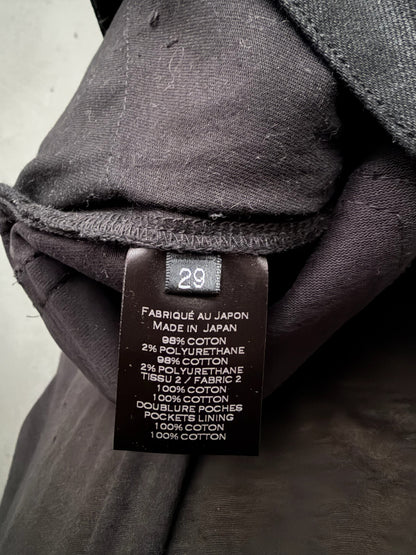 29
FABRIQUÉ AU JAPON
MADE IN JAPAN
98% COTON
2% POLYURETHANE
98% COTTON
2% POLYURETHANE
TISSU 2 / FABRIC 2
100% COTON
100% COTTON
DOUBLURE POCHES
POCKETS LINING
100% COTON
100% COTTON